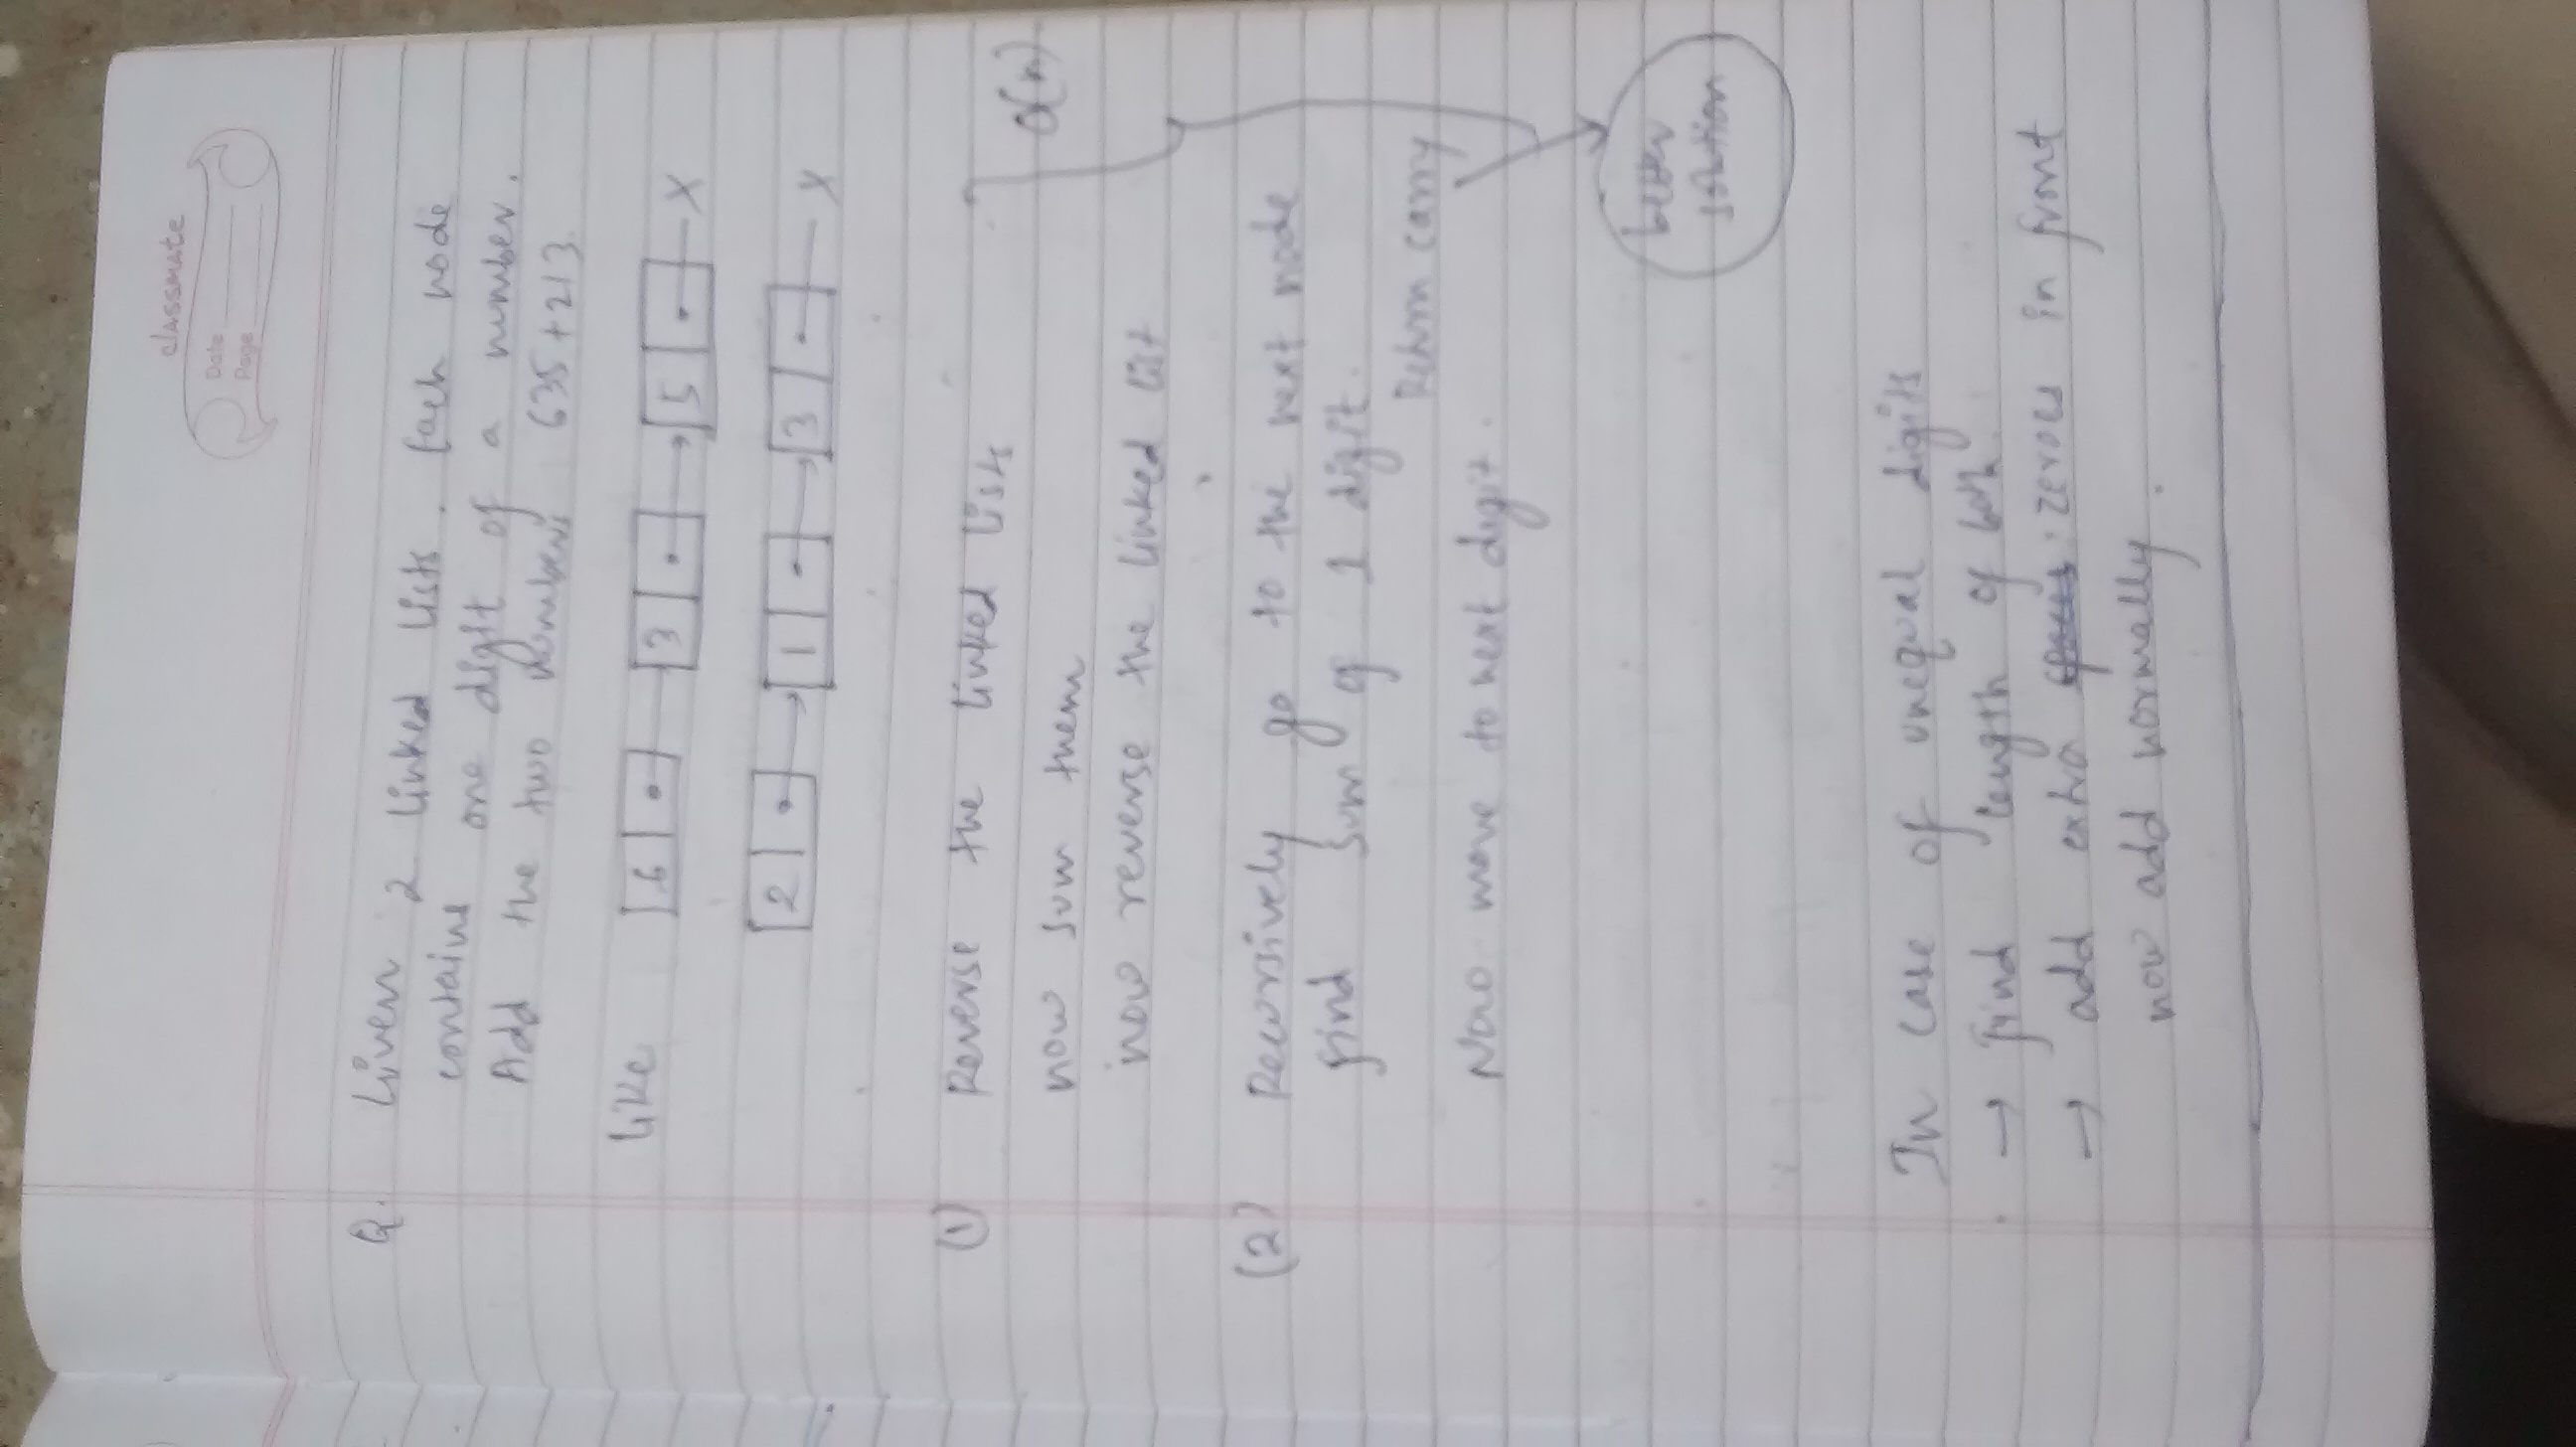 classmate
Date
Page
Q. Given 2 linked lists. Each node
contains one digit of a number.
Add the two numbers 635+213.
like 6 3 5 X
2 1 3 X
(1) Reverse the linked lists
now sum them O(n)
now reverse the linked list
(2) Recursively go to the next node
find sum of 1 digit.
Return carry
Now move to next digit.
better
solution
In case of unequal digits
→ find length of both.
→ add extra zeroes in front
now add normally.